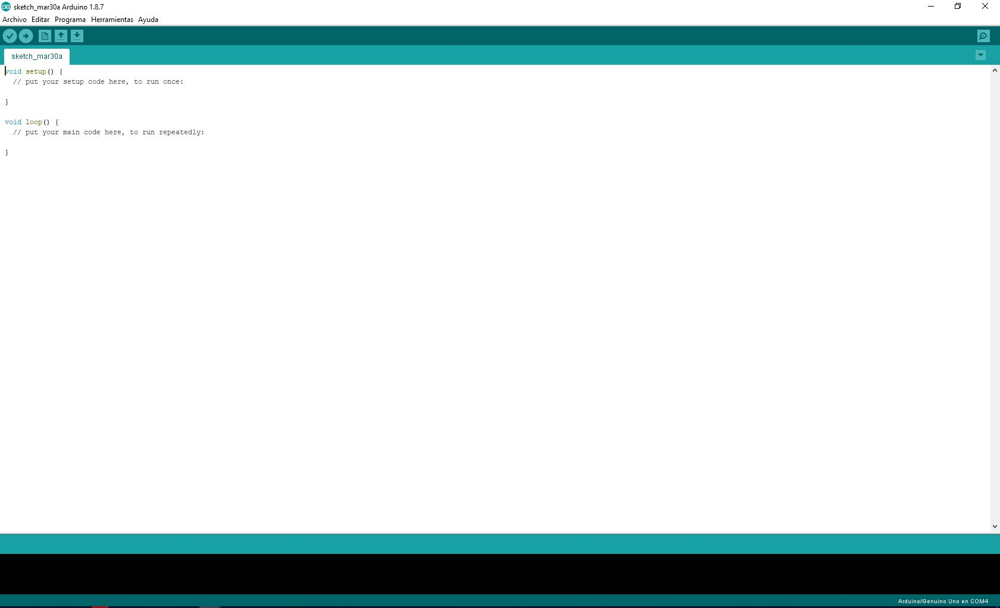 sketch_mar30a Arduino 1.8.7
Archivo Editar Programa Herramientas Ayuda
sketch_mar30a
void setup() {
  // put your setup code here, to run once:
}
void loop() {
  // put your main code here, to run repeatedly:
}
Arduino/Genuino Uno en COM4